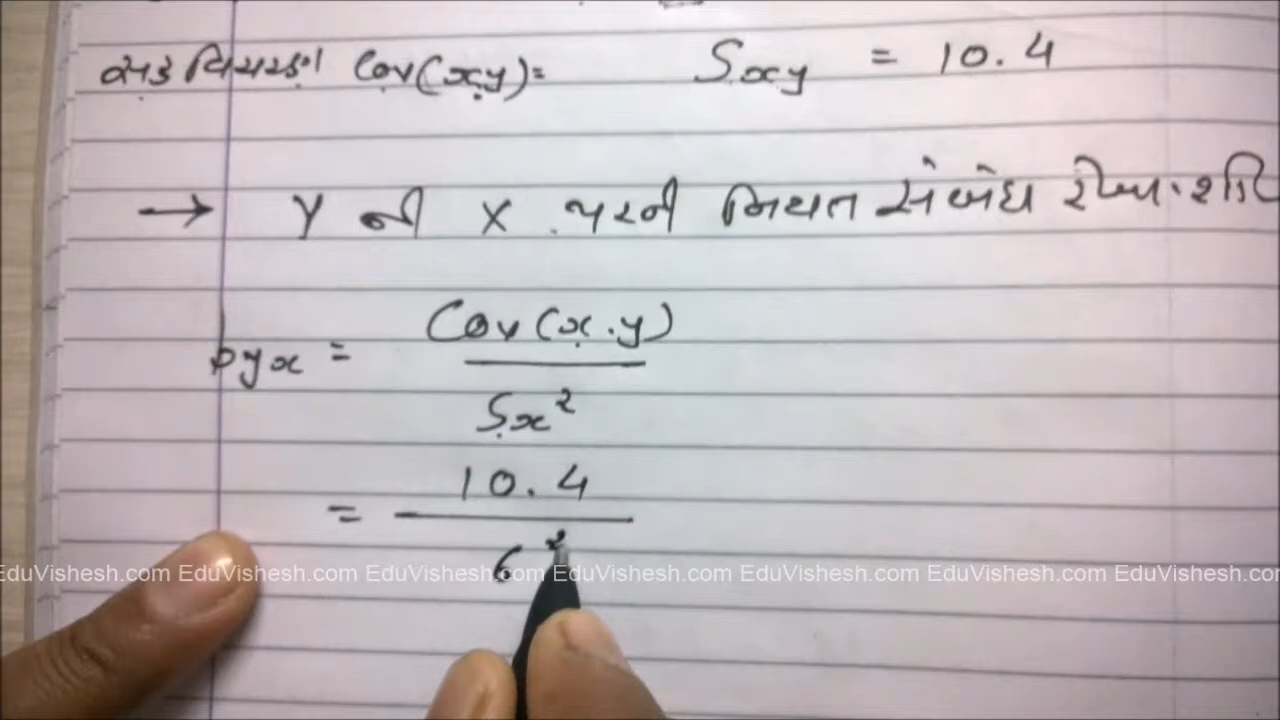 સહ વિચરણ Cov(x,y)= Sxy = 10.4
→ Y ની X પરની નિયત સંબંધ રેખા
byx = Cov(x.y)
Sx²
= 10.4
6²
EduVishesh.com EduVishesh.com EduVishesh.com EduVishesh.com EduVishesh.com EduVishesh.com EduVishesh.com